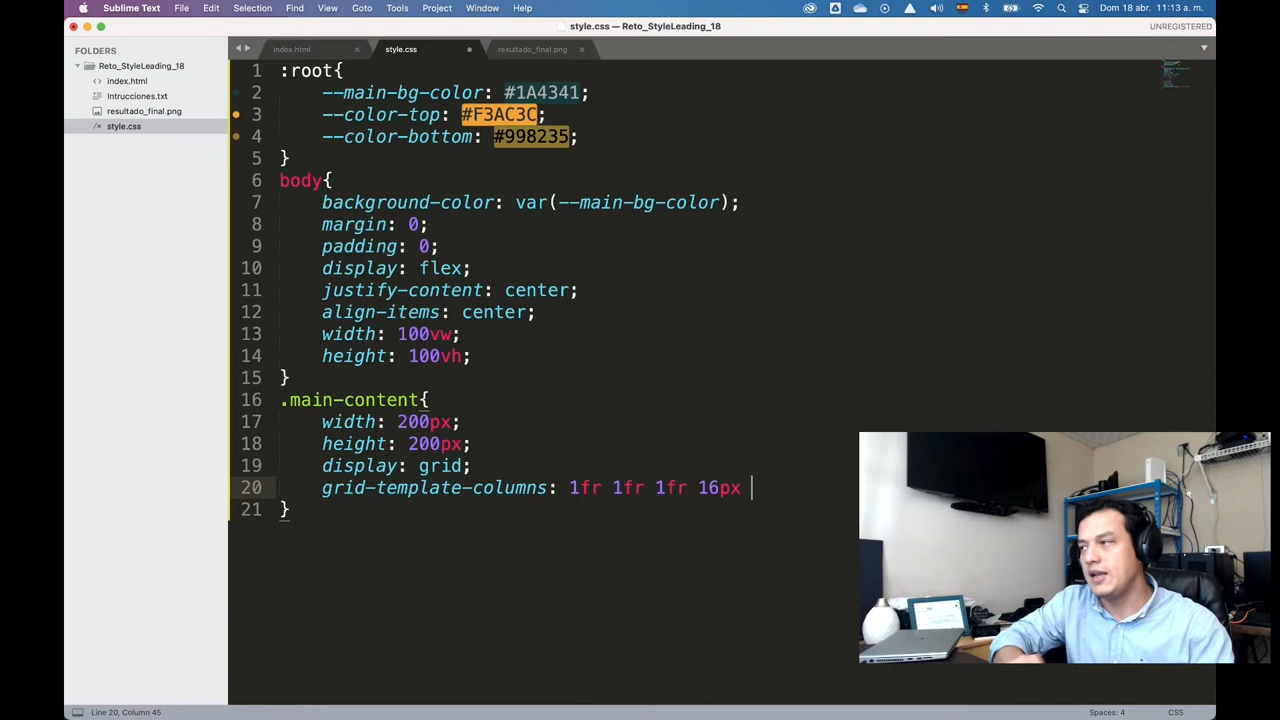 Sublime Text File Edit Selection Find View Goto Tools Project Window Help Dom 18 abr. 11:13 a. m.
style.css — Reto_StyleLeading_18 UNREGISTERED
FOLDERS
Reto_StyleLeading_18
index.html
Intrucciones.txt
resultado_final.png
style.css
index.html style.css resultado_final.png
1 :root{
2 --main-bg-color: #1A4341;
3 --color-top: #F3AC3C;
4 --color-bottom: #998235;
5 }
6 body{
7 background-color: var(--main-bg-color);
8 margin: 0;
9 padding: 0;
10 display: flex;
11 justify-content: center;
12 align-items: center;
13 width: 100vw;
14 height: 100vh;
15 }
16 .main-content{
17 width: 200px;
18 height: 200px;
19 display: grid;
20 grid-template-columns: 1fr 1fr 1fr 16px
21 }
Line 20, Column 45 Spaces: 4 CSS